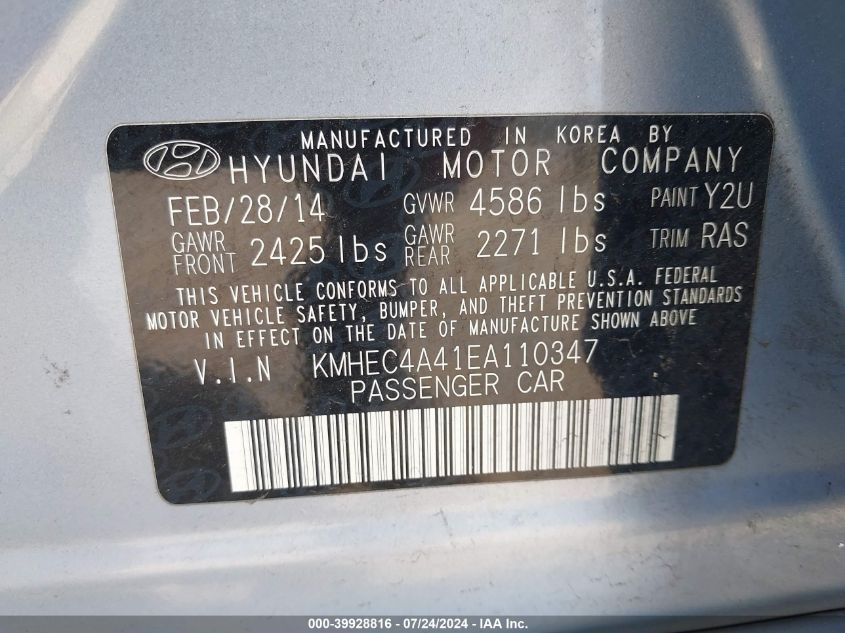 MANUFACTURED IN KOREA BY
HYUNDAI MOTOR COMPANY
FEB/28/14 GVWR 4586 lbs PAINT Y2U
GAWR FRONT 2425 lbs GAWR REAR 2271 lbs TRIM RAS
THIS VEHICLE CONFORMS TO ALL APPLICABLE U.S.A. FEDERAL
MOTOR VEHICLE SAFETY, BUMPER, AND THEFT PREVENTION STANDARDS
IN EFFECT ON THE DATE OF MANUFACTURE SHOWN ABOVE.
V.I.N KMHEC4A41EA110347
PASSENGER CAR
000-39928816 - 07/24/2024 - IAA Inc.